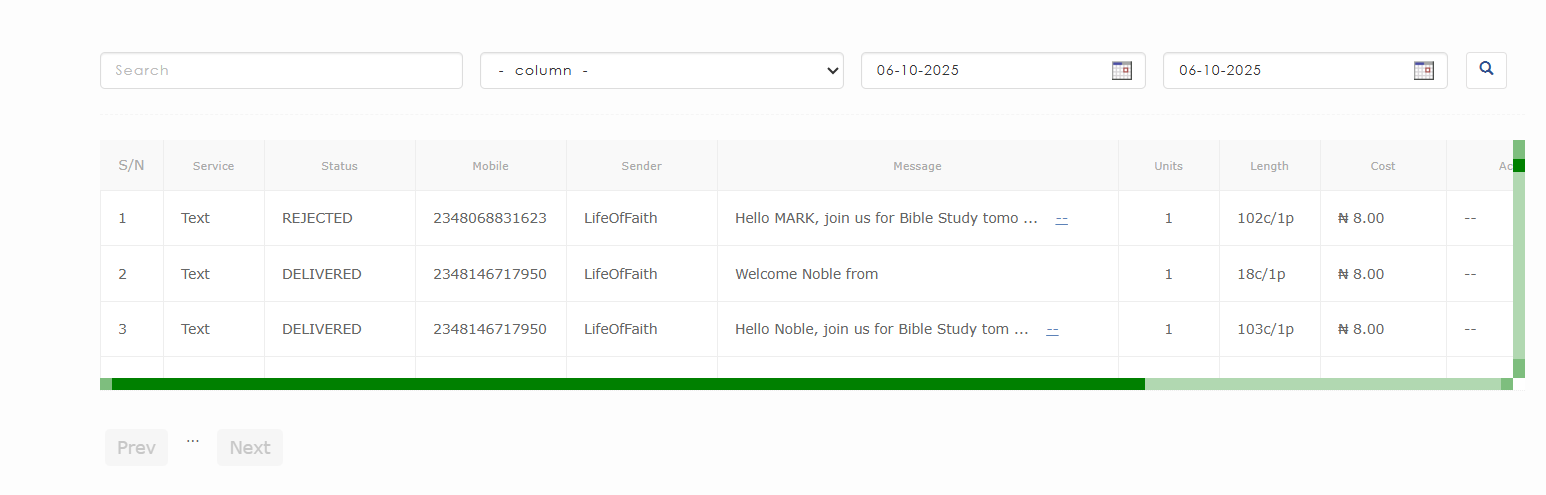 Search - column - 06-10-2025 06-10-2025
S/N Service Status Mobile Sender Message Units Length Cost Ac
1 Text REJECTED 2348068831623 LifeOfFaith Hello MARK, join us for Bible Study tomo ... -- 1 102c/1p ₦ 8.00 --
2 Text DELIVERED 2348146717950 LifeOfFaith Welcome Noble from 1 18c/1p ₦ 8.00 --
3 Text DELIVERED 2348146717950 LifeOfFaith Hello Noble, join us for Bible Study tom ... -- 1 103c/1p ₦ 8.00 --
Prev ... Next